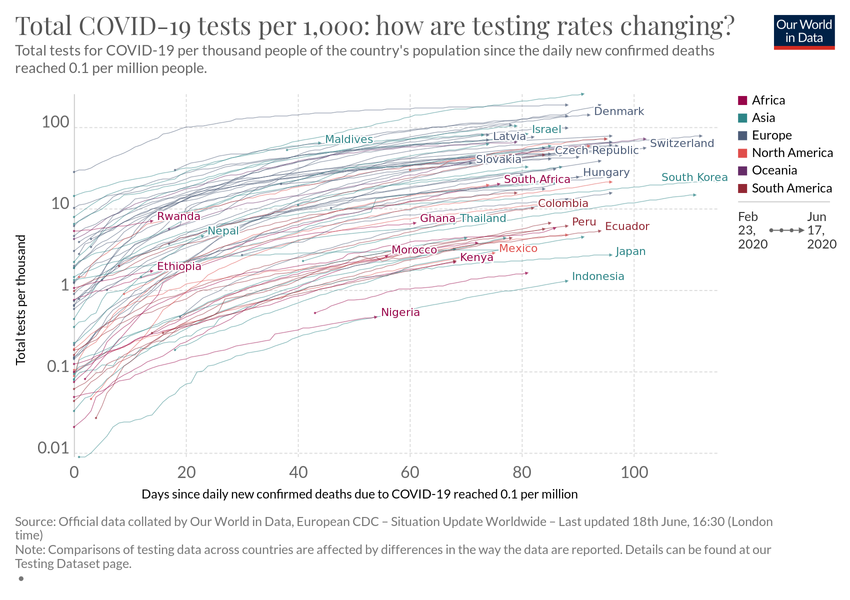 Total COVID-19 tests per 1,000: how are testing rates changing?
Total tests for COVID-19 per thousand people of the country's population since the daily new confirmed deaths
reached 0.1 per million people.
Our World
in Data
100
10
1
0.1
0.01
Total tests per thousand
Denmark
Israel
Latvia
Maldives
Switzerland
Czech Republic
Slovakia
Hungary
South Korea
South Africa
Colombia
Rwanda
Ghana
Thailand
Peru
Ecuador
Nepal
Morocco
Mexico
Japan
Kenya
Ethiopia
Indonesia
Nigeria
0
20
40
60
80
100
Days since daily new confirmed deaths due to COVID-19 reached 0.1 per million
Africa
Asia
Europe
North America
Oceania
South America
Feb
23,
2020
Jun
17,
2020
Source: Official data collated by Our World in Data, European CDC – Situation Update Worldwide – Last updated 18th June, 16:30 (London
time)
Note: Comparisons of testing data across countries are affected by differences in the way the data are reported. Details can be found at our
Testing Dataset page.